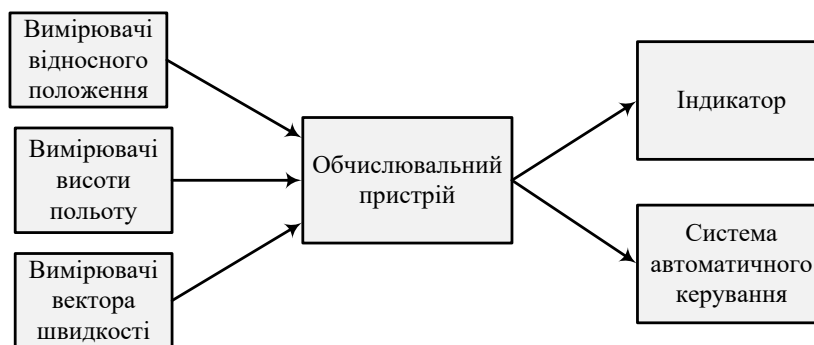 Вимірювачі
відносного
положення
Вимірювачі
висоти
польоту
Вимірювачі
вектора
швидкості
Обчислювальний
пристрій
Індикатор
Система
автоматичного
керування